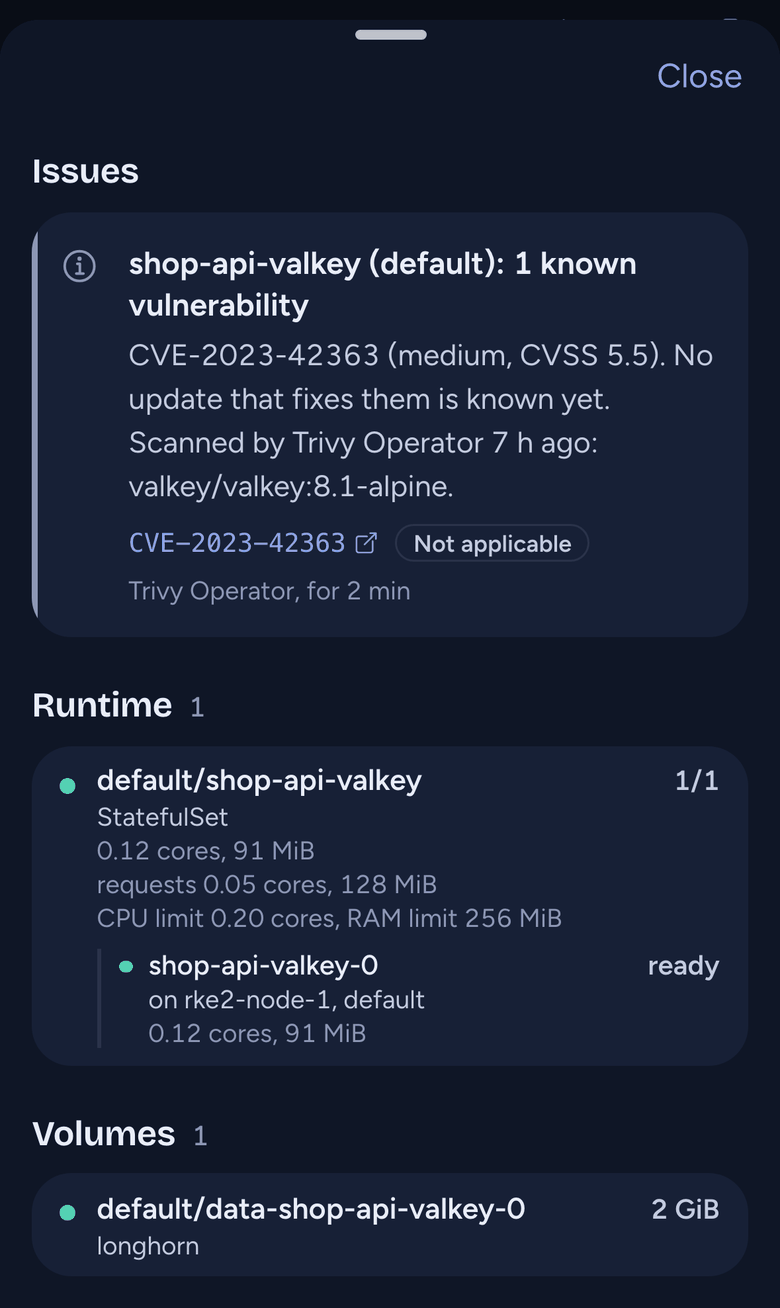 Close
Issues
shop-api-valkey (default): 1 known
vulnerability
CVE-2023-42363 (medium, CVSS 5.5). No
update that fixes them is known yet.
Scanned by Trivy Operator 7 h ago:
valkey/valkey:8.1-alpine.
CVE-2023-42363 Not applicable
Trivy Operator, for 2 min
Runtime 1
default/shop-api-valkey 1/1
StatefulSet
0.12 cores, 91 MiB
requests 0.05 cores, 128 MiB
CPU limit 0.20 cores, RAM limit 256 MiB
shop-api-valkey-0 ready
on rke2-node-1, default
0.12 cores, 91 MiB
Volumes 1
default/data-shop-api-valkey-0 2 GiB
longhorn